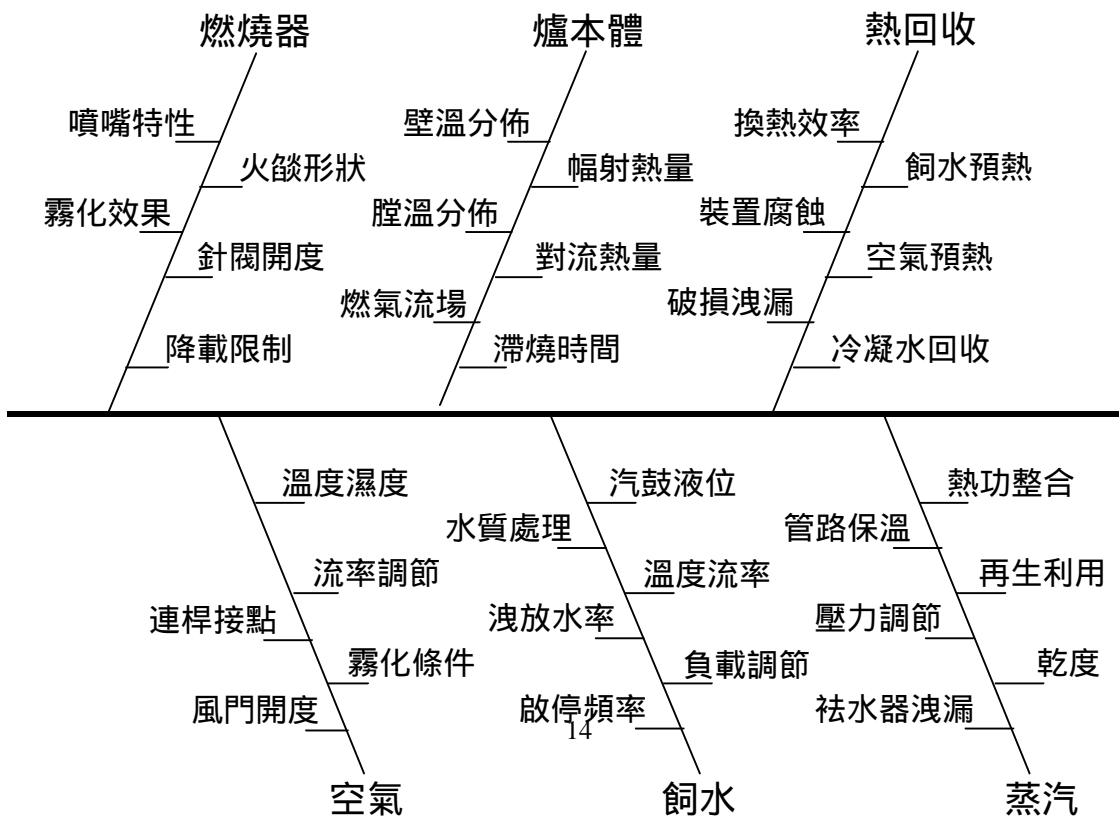 燃燒器
爐本體
熱回收
噴嘴特性
火燄形狀
霧化效果
針閥開度
降載限制
壁溫分佈
幅射熱量
膛溫分佈
對流熱量
燃氣流場
滯燒時間
換熱效率
飼水預熱
裝置腐蝕
空氣預熱
破損洩漏
冷凝水回收
溫度濕度
流率調節
連桿接點
霧化條件
風門開度
汽鼓液位
水質處理
溫度流率
洩放水率
負載調節
啟停頻率
14
熱功整合
管路保溫
再生利用
壓力調節
乾度
袪水器洩漏
空氣
飼水
蒸汽